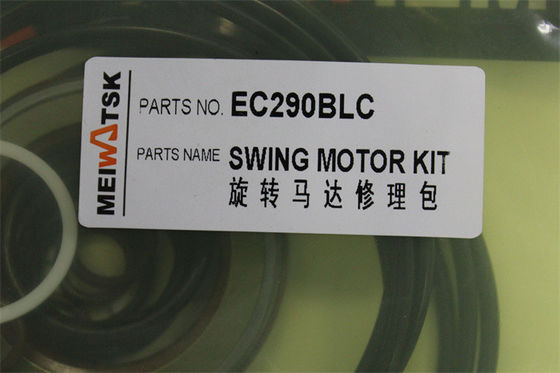 MEIWATSK
PARTS NO. EC290BLC
PARTS NAME SWING MOTOR KIT
旋转马达修理包